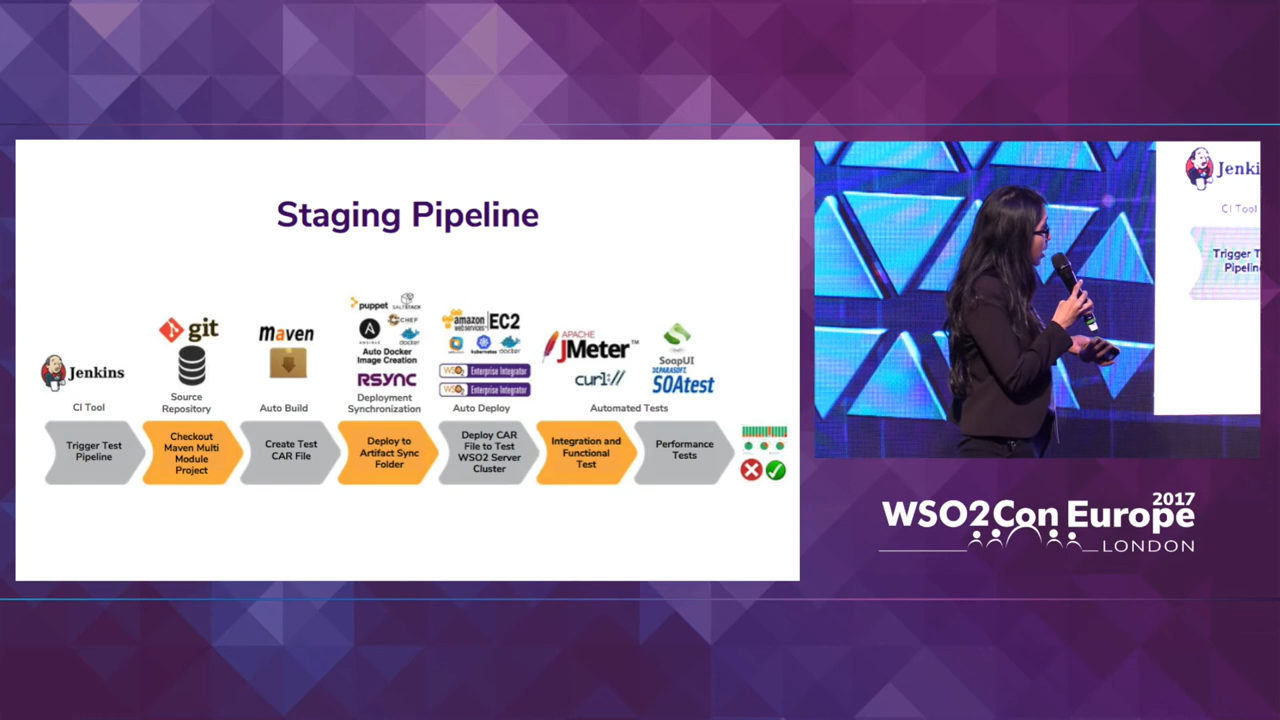 Staging Pipeline
puppet
SALTSTACK
CHEF
ANSIBLE
docker
Auto Docker
Image Creation
RSYNC
Deployment
Synchronization
git
Source
Repository
maven
Auto Build
Jenkins
CI Tool
amazon
web services
EC2
kubernetes
docker
WSO2 Enterprise Integrator
WSO2 Enterprise Integrator
Auto Deploy
APACHE
JMeter™
curl://
SoapUI
PARASOFT.
SOAtest
Automated Tests
Trigger Test
Pipeline
Checkout
Maven Multi
Module
Project
Create Test
CAR File
Deploy to
Artifact Sync
Folder
Deploy CAR
File to Test
WSO2 Server
Cluster
Integration and
Functional
Test
Performance
Tests
Jenki
CI Tool
Trigger T
Pipelin
WSO2Con Europe
2017
LONDON